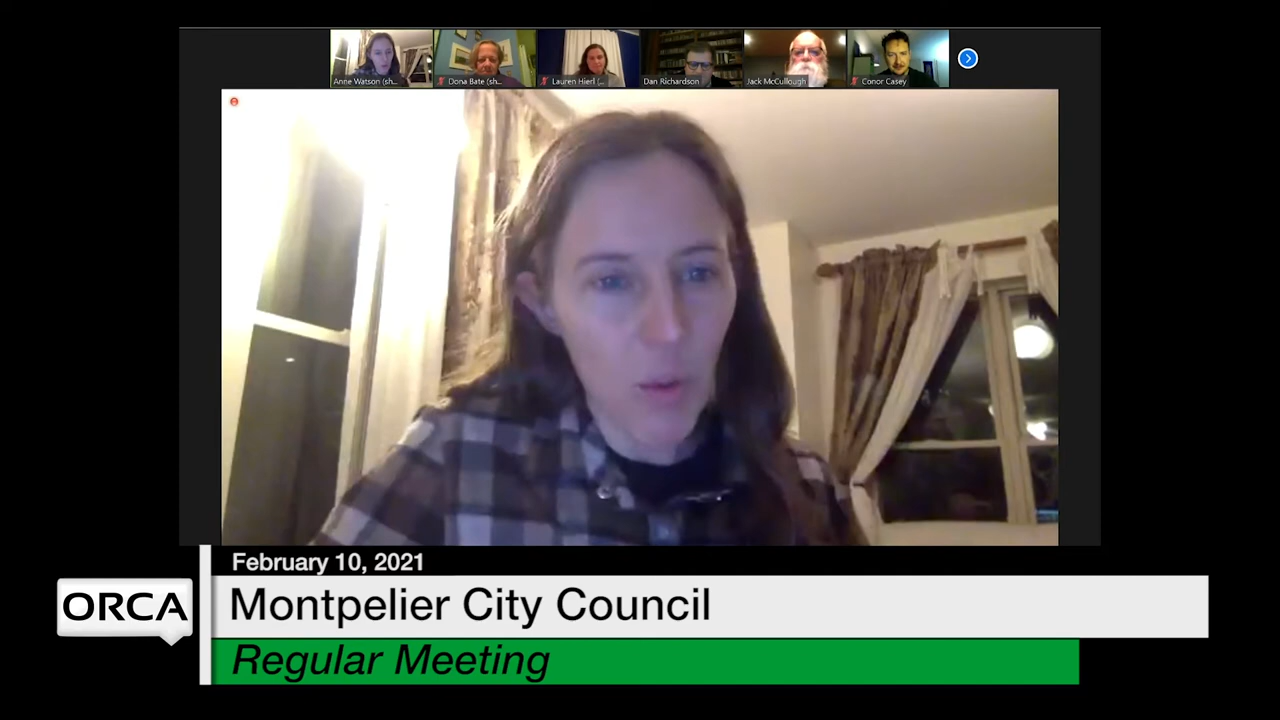 Anne Watson (sh...
Dona Bate (sh...
Lauren Hierl (...
Dan Richardson
Jack McCullough
Conor Casey
February 10, 2021
ORCA
Montpelier City Council
Regular Meeting